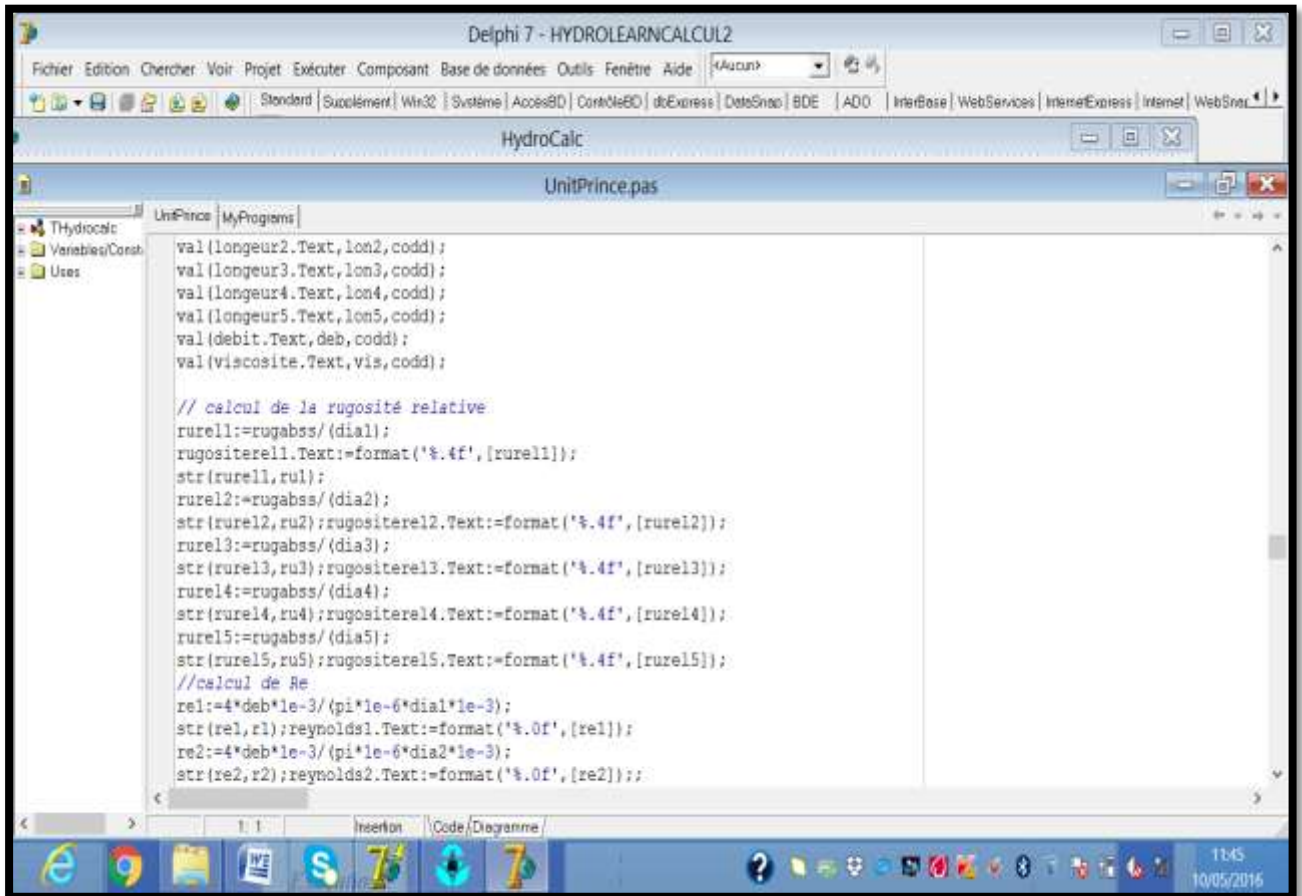 Delphi 7 - HYDROLEARNCALCUL2
Fichier Edition Chercher Voir Projet Exécuter Composant Base de données Outils Fenêtre Aide <Aucun>
Standard Supplément Win32 Système AccèsBD ContrôleBD dbExpress DataSnap BDE ADO InterBase WebServices InternetExpress Internet WebSnap
HydroCalc
UnitPrince.pas
UnitPrince MyPrograms
THydrocalc
Variables/Const
Uses
val(longeur2.Text,lon2,codd);
val(longeur3.Text,lon3,codd);
val(longeur4.Text,lon4,codd);
val(longeur5.Text,lon5,codd);
val(debit.Text,deb,codd);
val(viscosite.Text,vis,codd);
// calcul de la rugosité relative
rurel1:=rugabss/(dia1);
rugositerel1.Text:=format('%.4f',[rurel1]);
str(rurel1,ru1);
rurel2:=rugabss/(dia2);
str(rurel2,ru2);rugositerel2.Text:=format('%.4f',[rurel2]);
rurel3:=rugabss/(dia3);
str(rurel3,ru3);rugositerel3.Text:=format('%.4f',[rurel3]);
rurel4:=rugabss/(dia4);
str(rurel4,ru4);rugositerel4.Text:=format('%.4f',[rurel4]);
rurel5:=rugabss/(dia5);
str(rurel5,ru5);rugositerel5.Text:=format('%.4f',[rurel5]);
//calcul de Re
re1:=4*deb*1e-3/(pi*1e-6*dia1*1e-3);
str(re1,r1);reynolds1.Text:=format('%.0f',[re1]);
re2:=4*deb*1e-3/(pi*1e-6*dia2*1e-3);
str(re2,r2);reynolds2.Text:=format('%.0f',[re2]);;
1: 1 Insertion Code Diagramme
11:45
10/05/2016